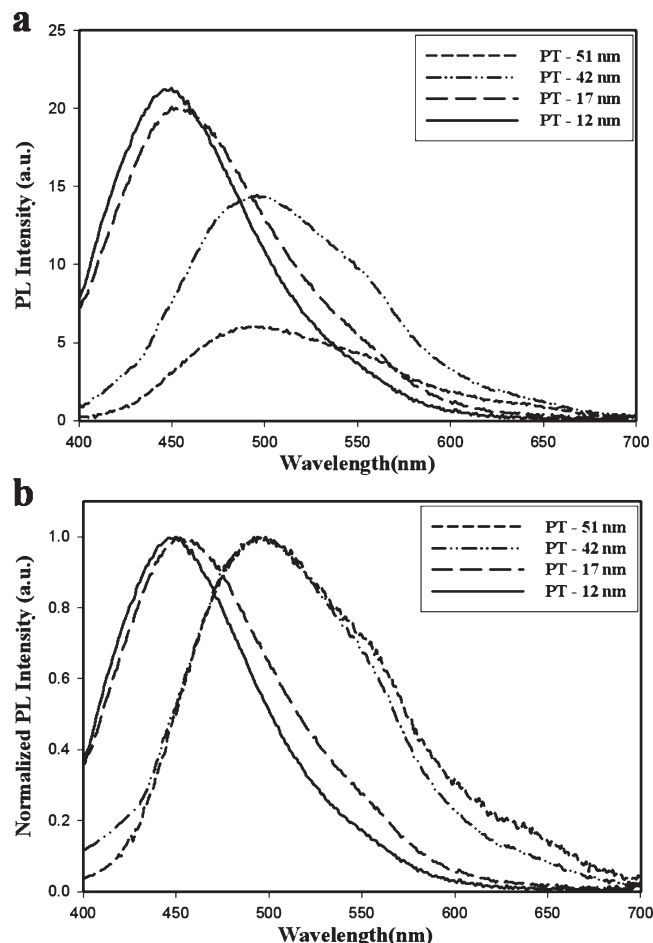 a
25
20
15
10
5
0
PL Intensity (a.u.)
PT - 51 nm
PT - 42 nm
PT - 17 nm
PT - 12 nm
400 450 500 550 600 650 700
Wavelength(nm)
b
1.0
0.8
0.6
0.4
0.2
0.0
Normalized PL Intensity (a.u.)
PT - 51 nm
PT - 42 nm
PT - 17 nm
PT - 12 nm
400 450 500 550 600 650 700
Wavelength(nm)